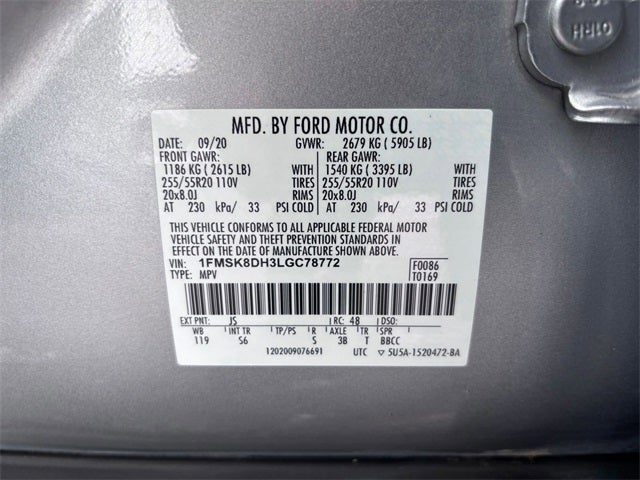 01RH
MFD. BY FORD MOTOR CO.
DATE: 09/20 GVWR: 2679 KG ( 5905 LB)
FRONT GAWR: REAR GAWR:
1186 KG ( 2615 LB) WITH 1540 KG ( 3395 LB) WITH
255/55R20 110V TIRES 255/55R20 110V TIRES
20x8.0J RIMS 20x8.0J RIMS
AT 230 kPa/ 33 PSI COLD AT 230 kPa/ 33 PSI COLD
THIS VEHICLE CONFORMS TO ALL APPLICABLE FEDERAL MOTOR
VEHICLE SAFETY AND THEFT PREVENTION STANDARDS IN
EFFECT ON THE DATE OF MANUFACTURE SHOWN ABOVE.
VIN: 1FMSK8DH3LGC78772 F0086
TYPE: MPV T0169
EXT PNT: JS RC: 48 DSO:
WB INT TR TP/PS R AXLE TR SPR
119 S6 S 3B T BBCC
1202009076691 UTC ▽5U5A-1520472-BA